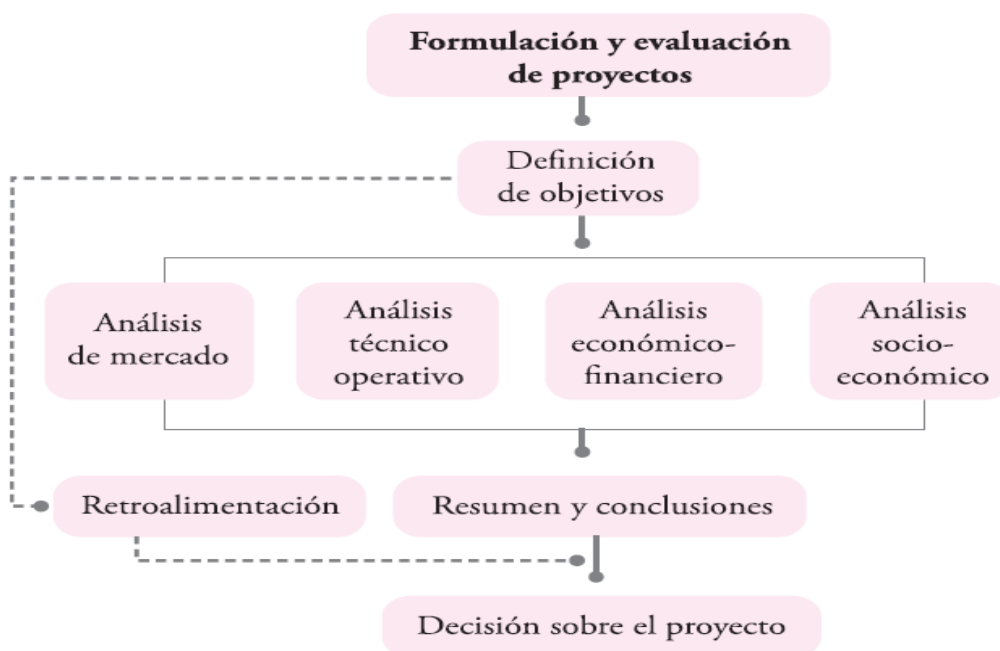 Formulación y evaluación
de proyectos
Definición
de objetivos
Análisis
de mercado
Análisis
técnico
operativo
Análisis
económico-
financiero
Análisis
socio-
económico
Retroalimentación
Resumen y conclusiones
Decisión sobre el proyecto